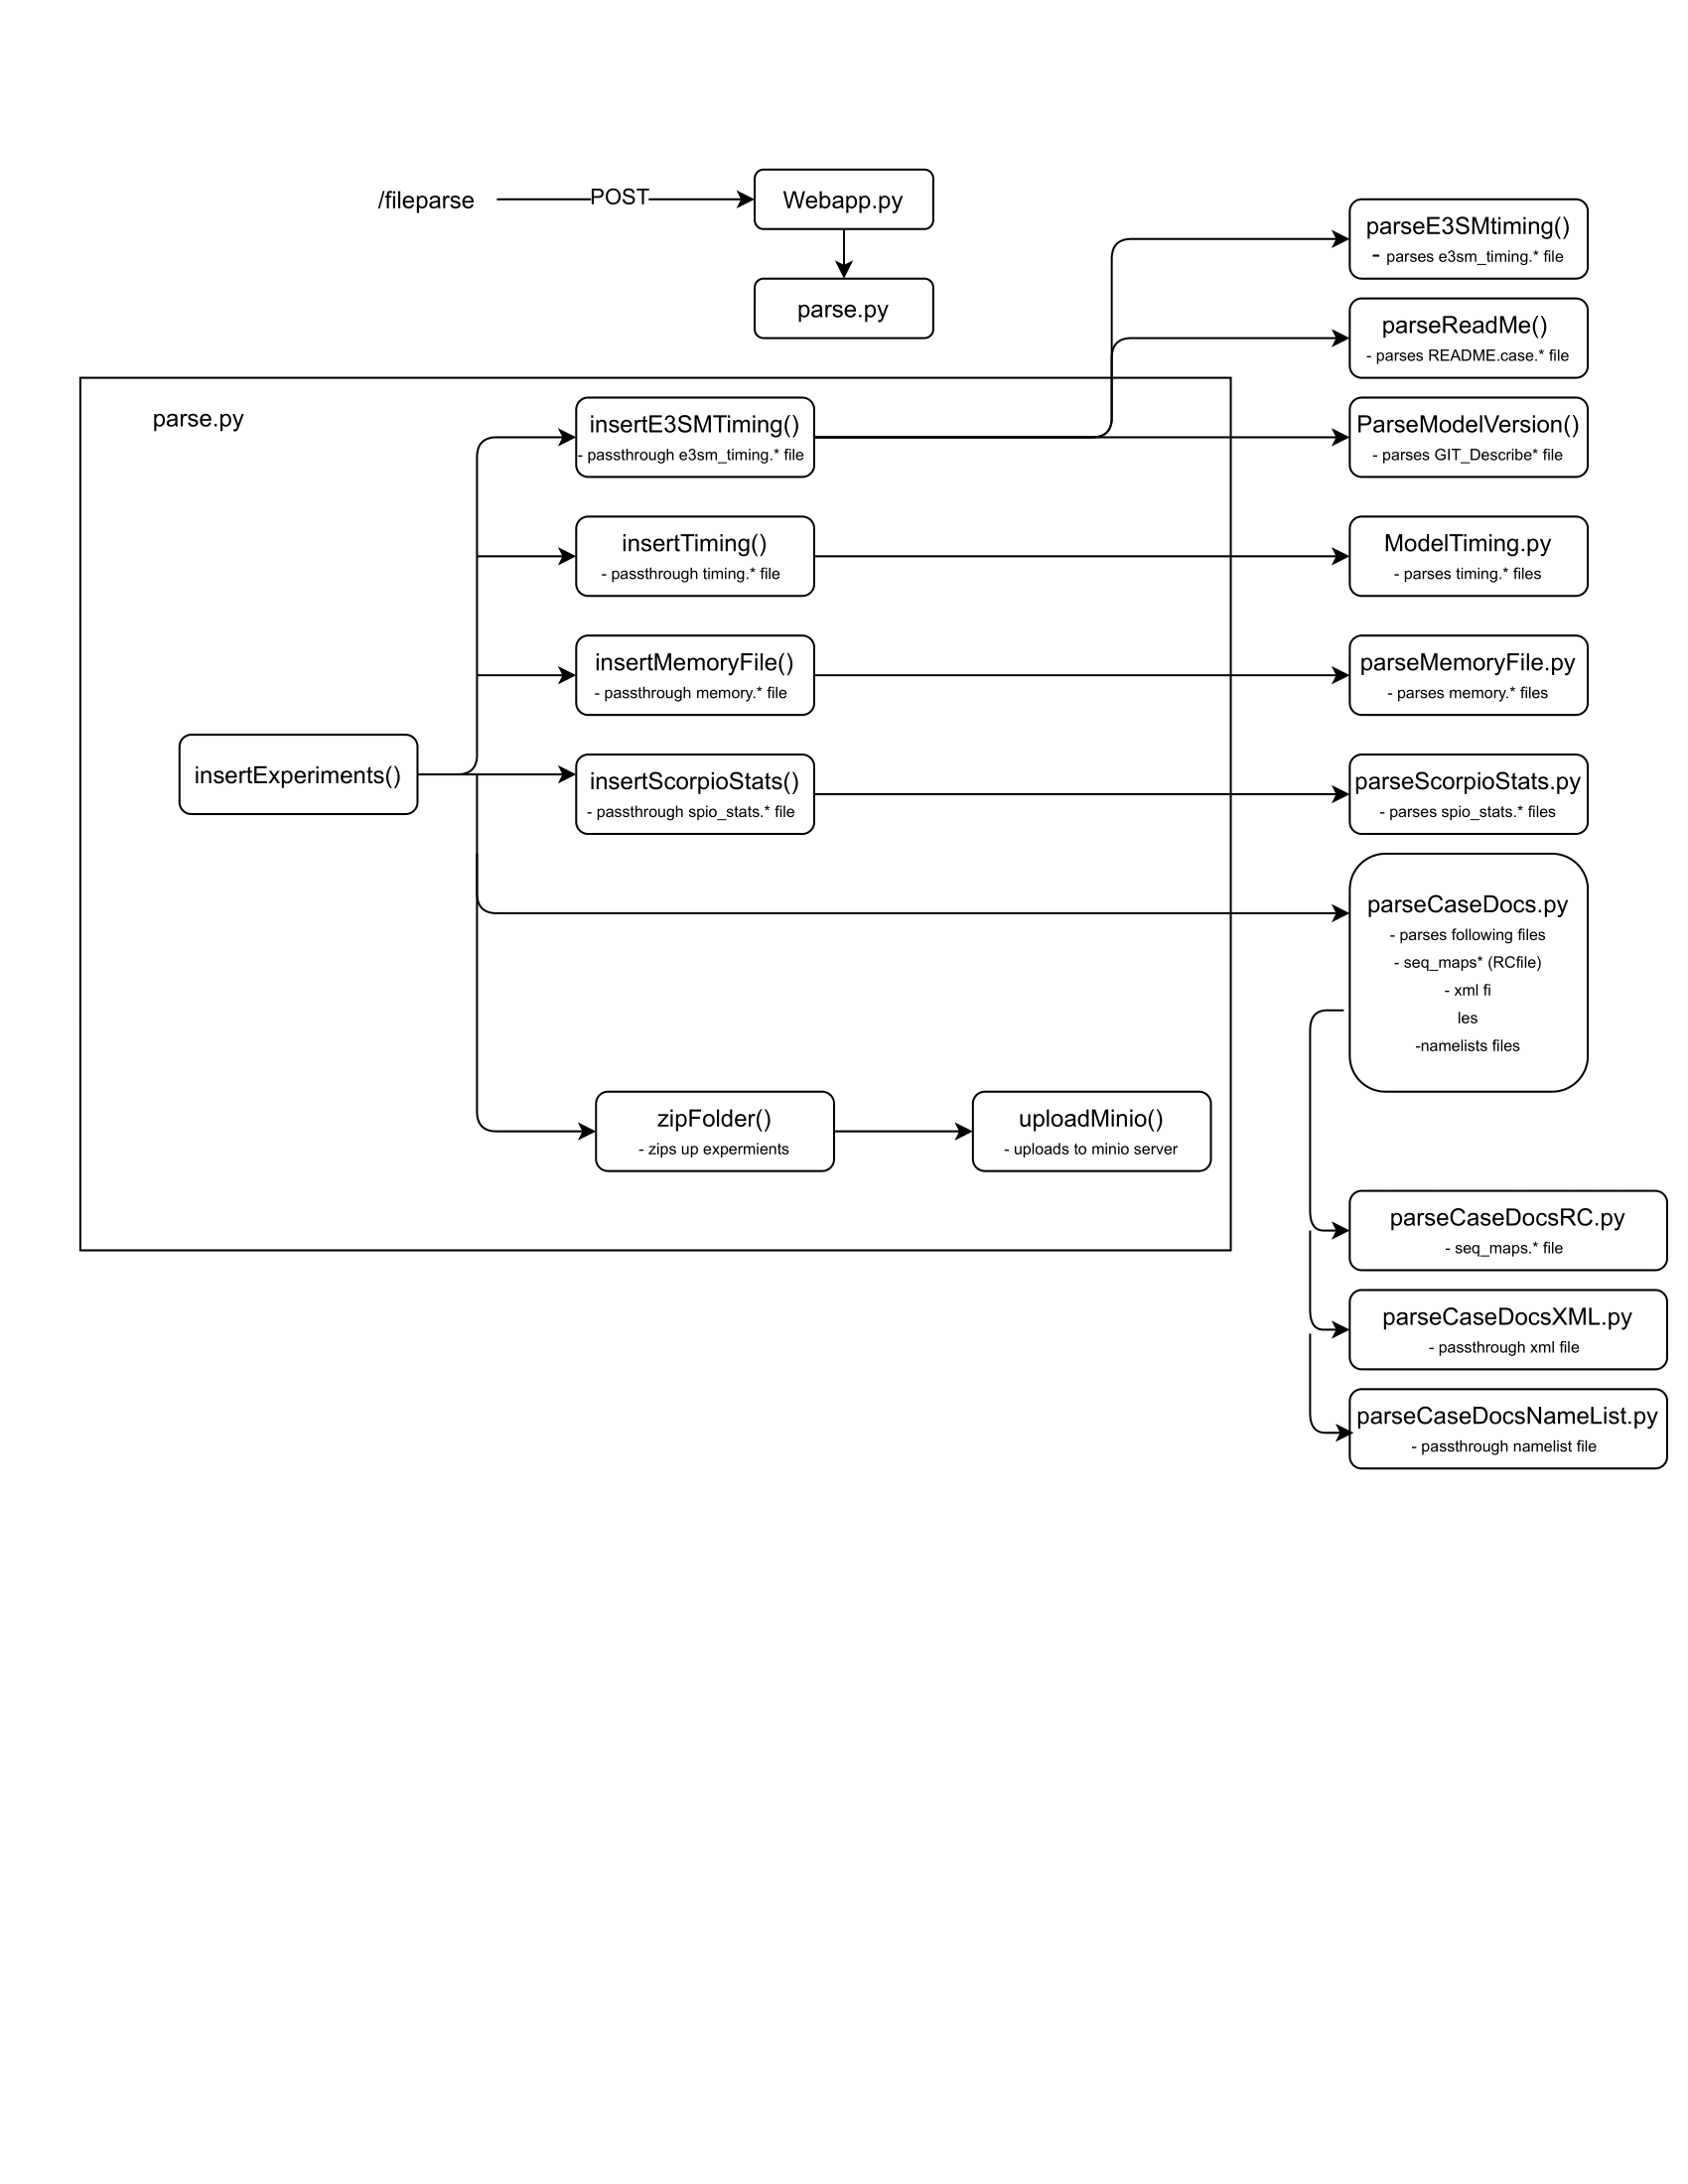 /fileparse
POST
Webapp.py
parse.py
parseE3SMtiming()
- parses e3sm_timing.* file
parseReadMe()
- parses README.case.* file
parse.py
insertE3SMTiming()
- passthrough e3sm_timing.* file
ParseModelVersion()
- parses GIT_Describe* file
insertTiming()
- passthrough timing.* file
ModelTiming.py
- parses timing.* files
insertMemoryFile()
- passthrough memory.* file
parseMemoryFile.py
- parses memory.* files
insertExperiments()
insertScorpioStats()
- passthrough spio_stats.* file
parseScorpioStats.py
- parses spio_stats.* files
parseCaseDocs.py
- parses following files
- seq_maps* (RCfile)
- xml fi
les
-namelists files
zipFolder()
- zips up expermients
uploadMinio()
- uploads to minio server
parseCaseDocsRC.py
- seq_maps.* file
parseCaseDocsXML.py
- passthrough xml file
parseCaseDocsNameList.py
- passthrough namelist file